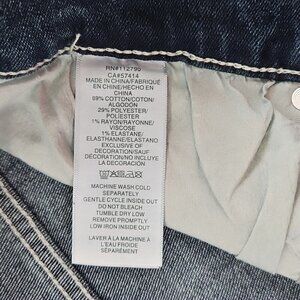 RN#112790
CA#57414
MADE IN CHINA/FABRIQUÉ
EN CHINE/HECHO EN
CHINA
69% COTTON/COTON/
ALGODON
29% POLYESTER/
POLIESTER
1% RAYON/RAYONNE/
VISCOSE
1% ELASTANE/
ELASTHANNE/ELASTANO
EXCLUSIVE OF
DECORATION/SAUF
DÉCORATION/NO INCLUYE
LA DECORACIÓN
MACHINE WASH COLD
SEPARATELY
GENTLE CYCLE INSIDE OUT
DO NOT BLEACH
TUMBLE DRY LOW
REMOVE PROMPTLY
LOW IRON INSIDE OUT
LAVER À LA MACHINE À
L'EAU FROIDE
SÉPARÉMENT